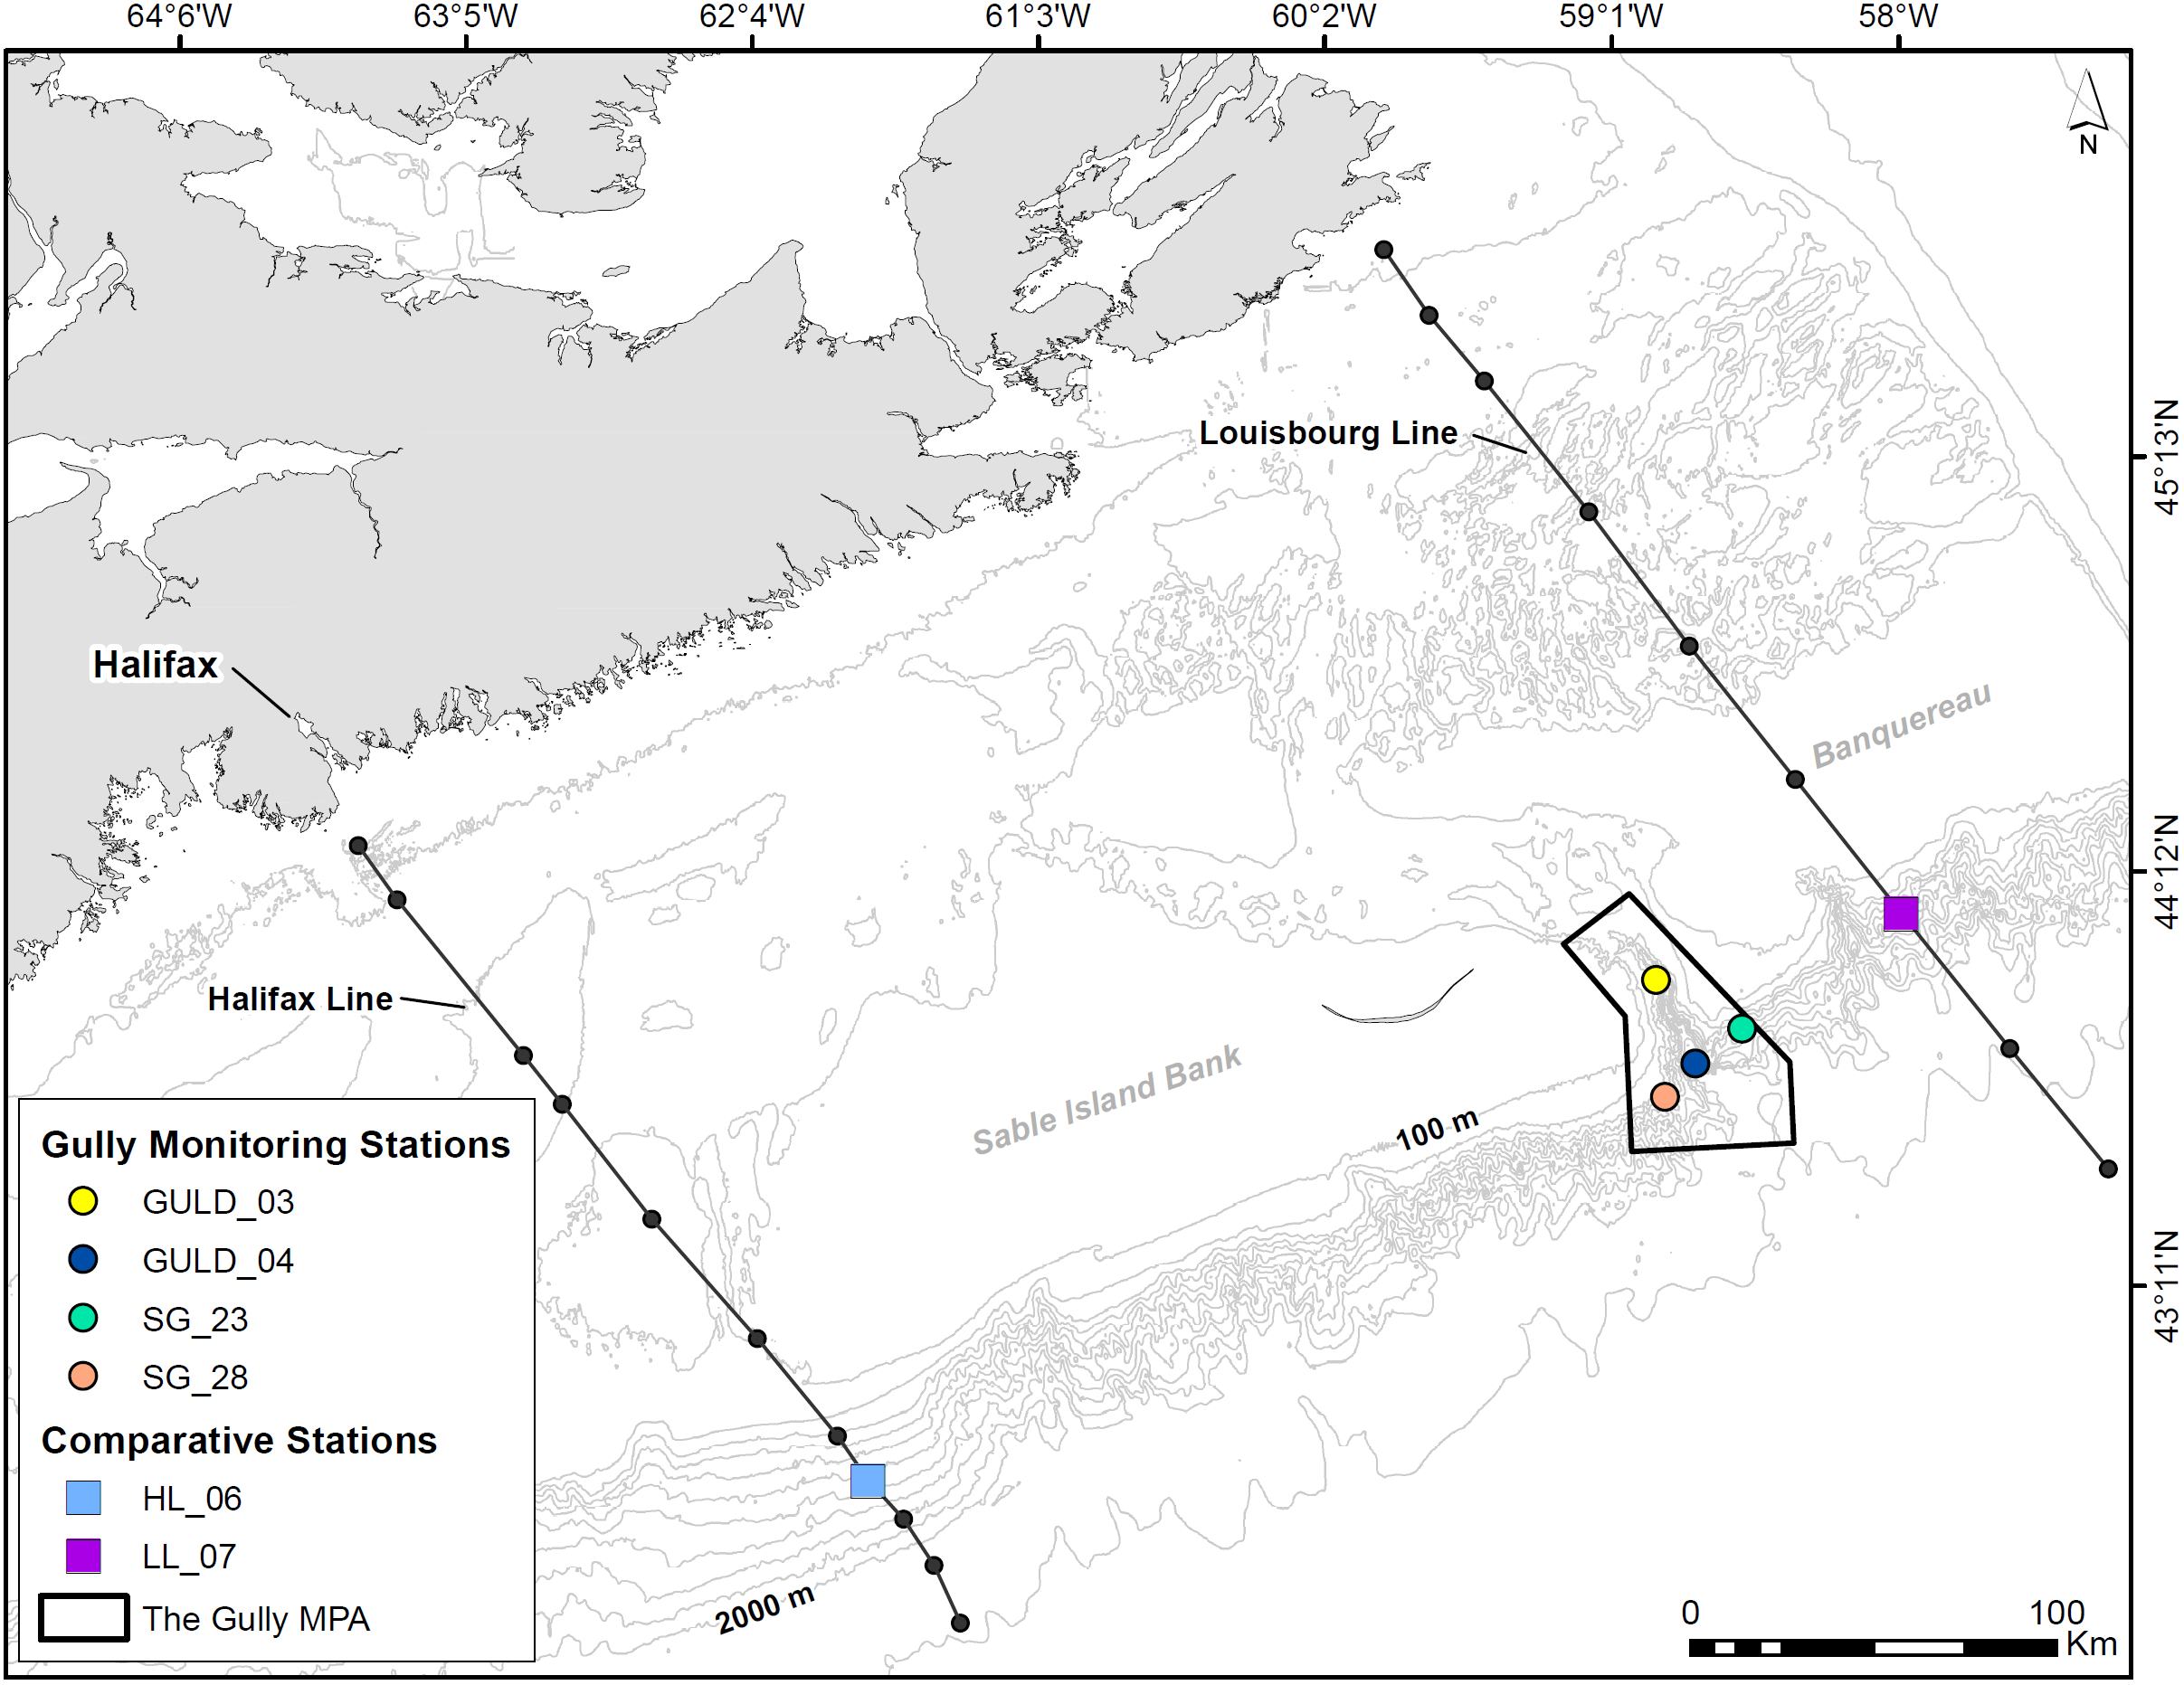 64°6'W 63°5'W 62°4'W 61°3'W 60°2'W 59°1'W 58°W
N
45°13'N
Louisbourg Line
Halifax
Banquereau
44°12'N
Halifax Line
Sable Island Bank
100 m
43°11'N
Gully Monitoring Stations
GULD_03
GULD_04
SG_23
SG_28
Comparative Stations
HL_06
LL_07
The Gully MPA
2000 m
0 100
Km